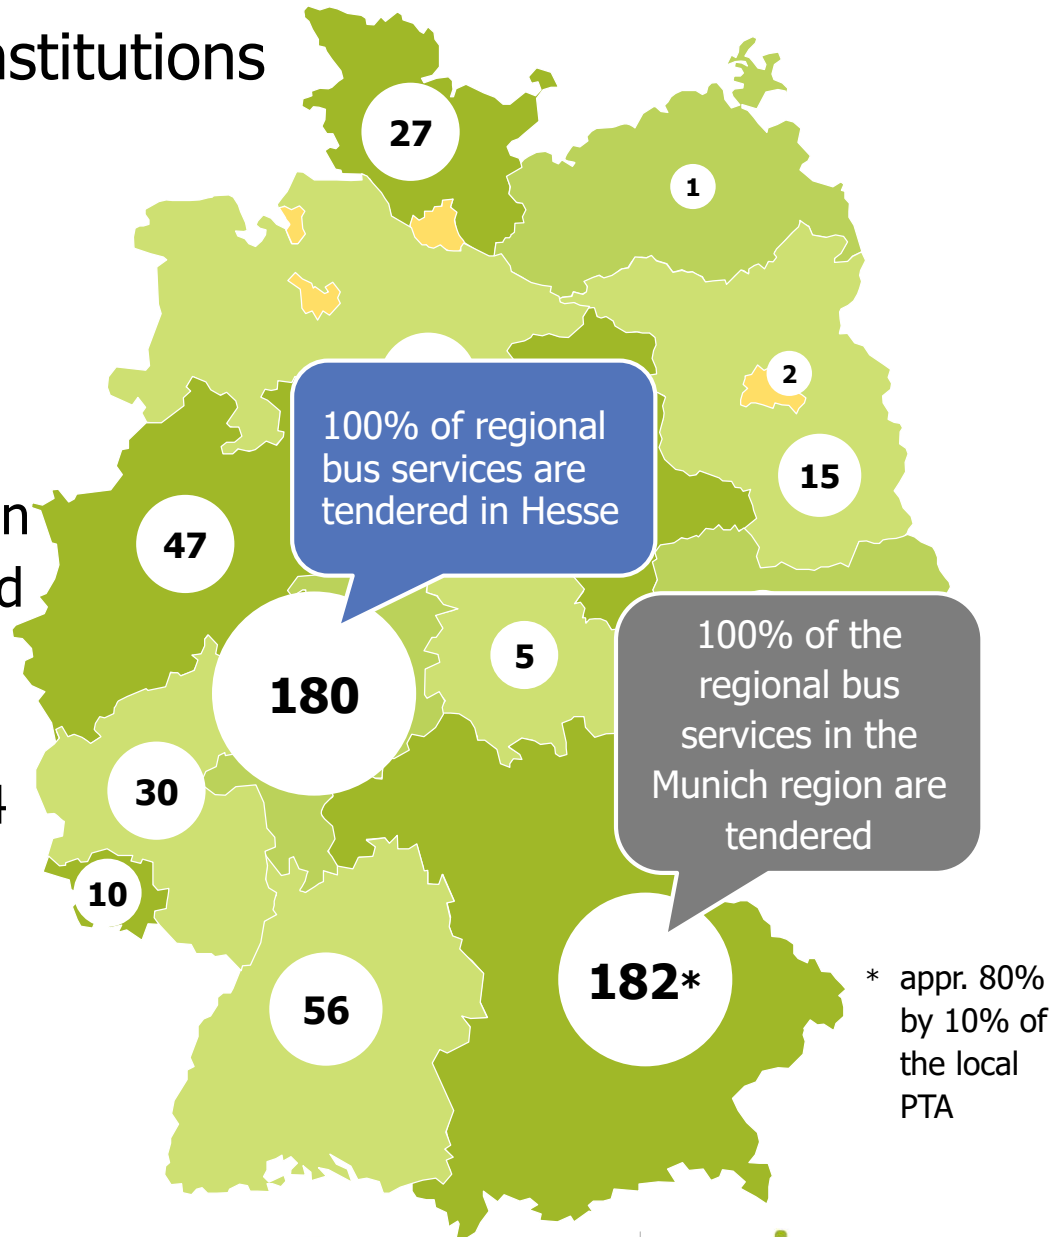 nstitutions
27
1
2
100% of regional
bus services are
tendered in Hesse
15
n
47
d
100% of the
regional bus
services in the
Munich region are
tendered
5
180
30
4
10
182*
* appr. 80%
by 10% of
the local
PTA
56